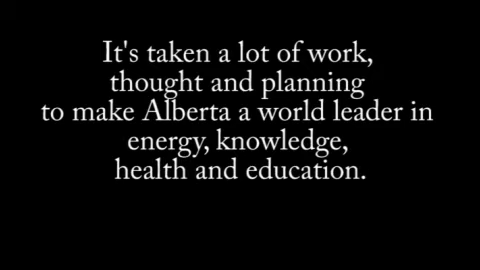 It's taken a lot of work,
thought and planning
to make Alberta a world leader in
energy, knowledge,
health and education.